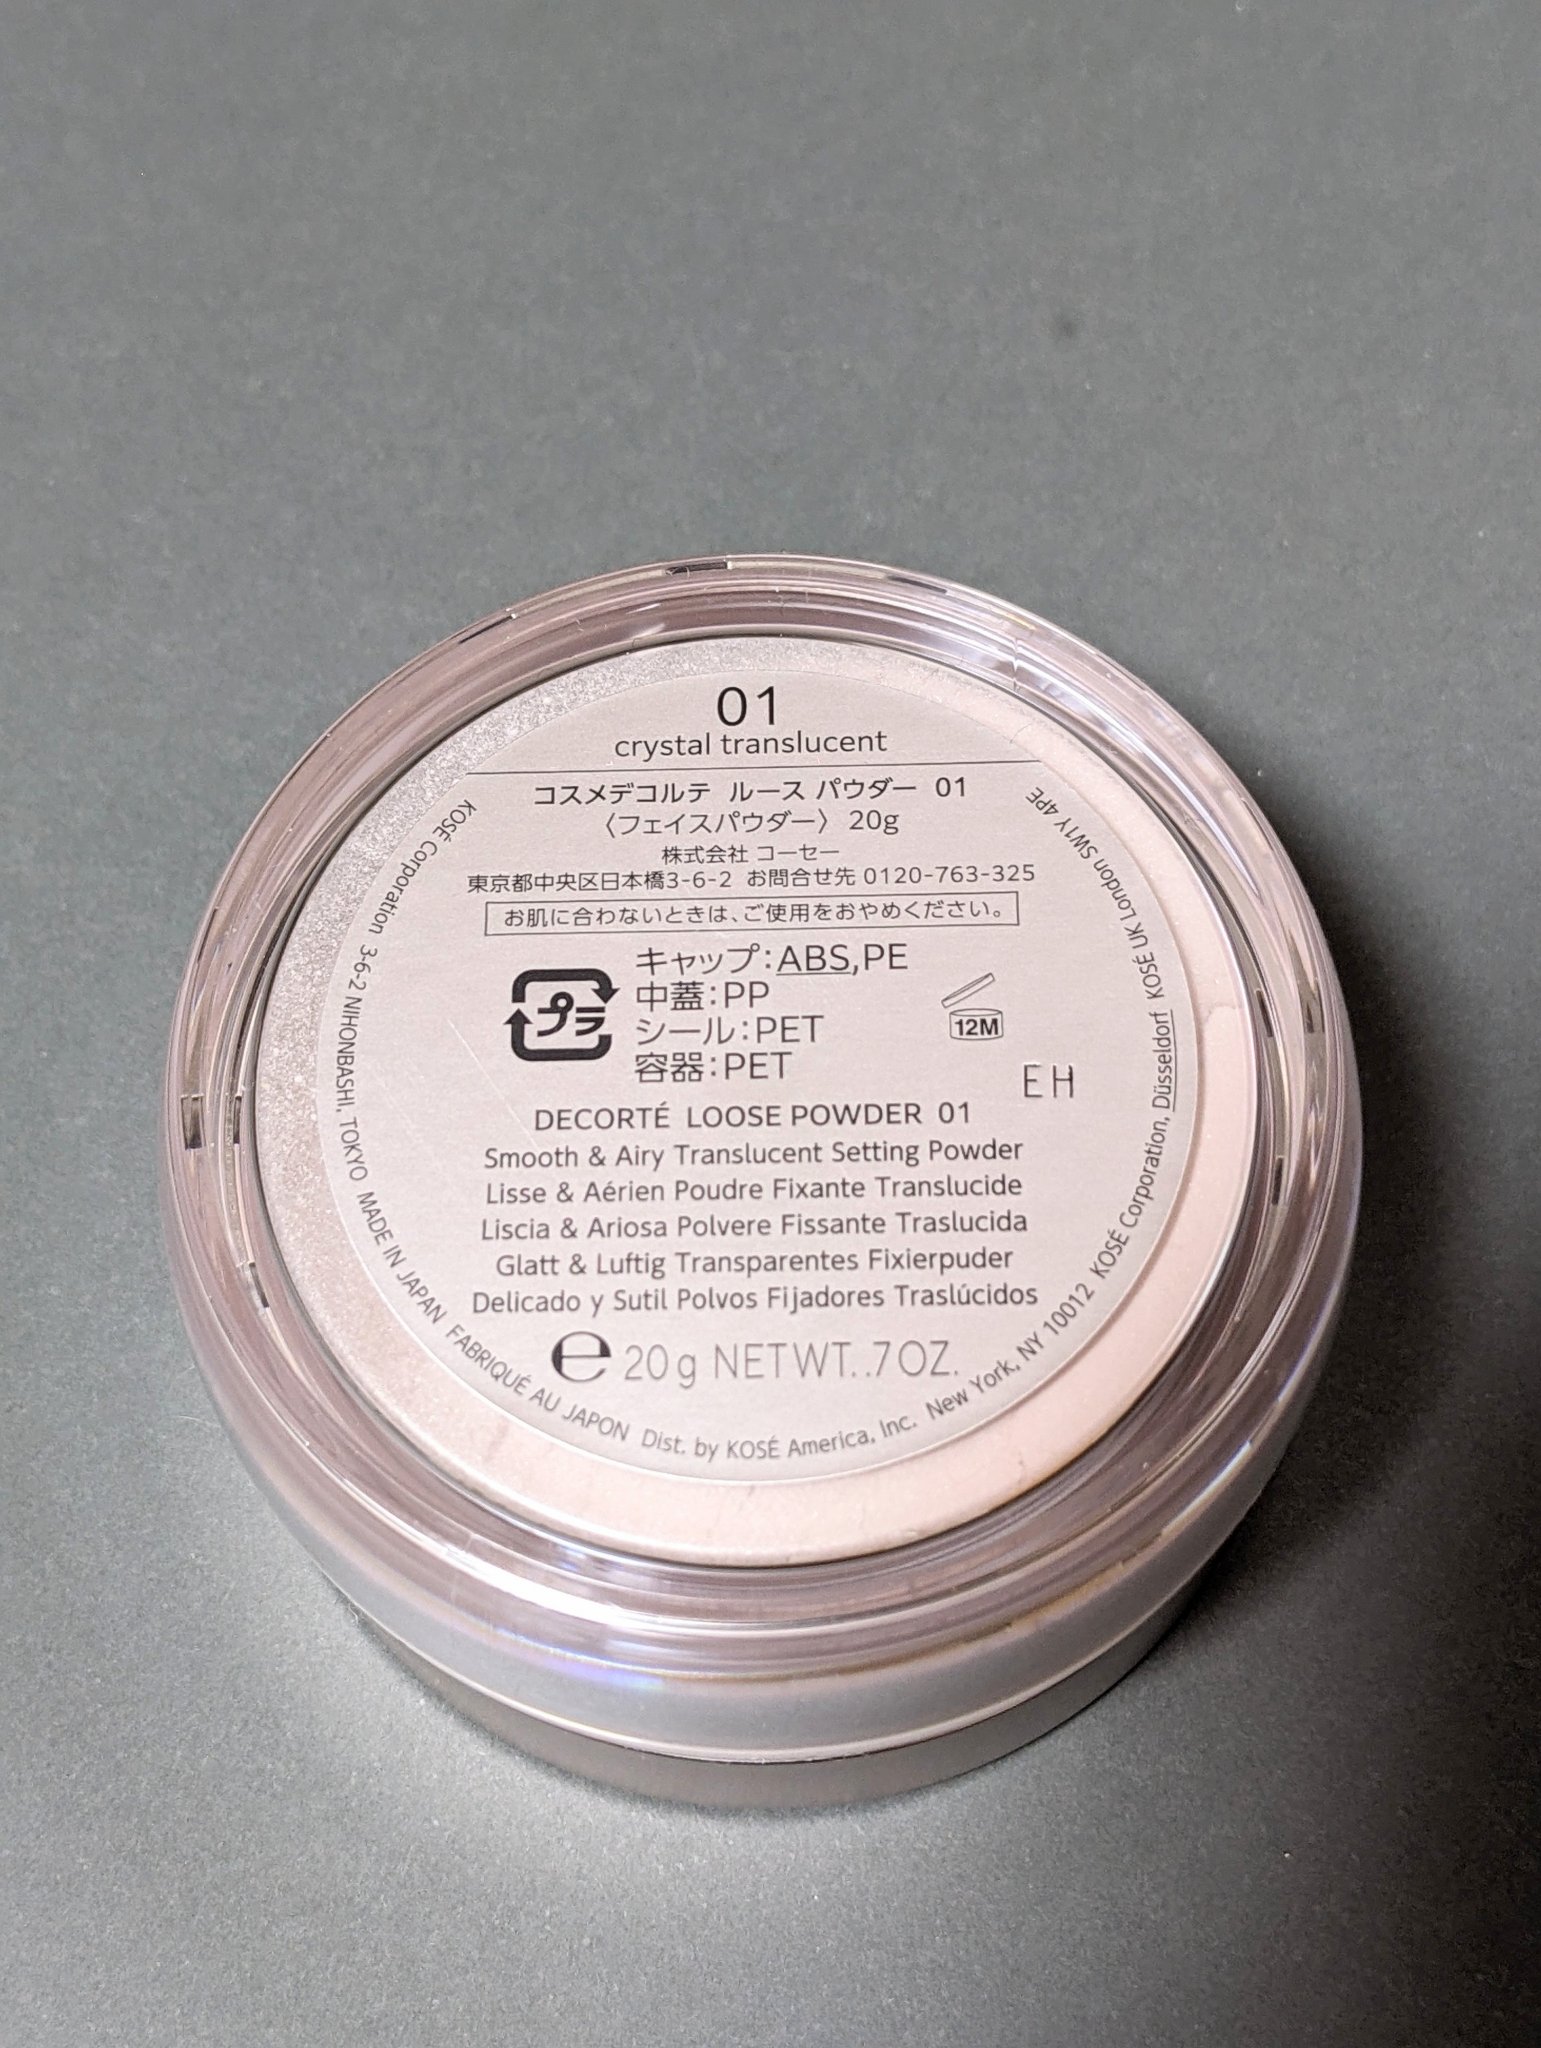 01
crystal translucent
コスメデコルテ ルース パウダー 01
〈フェイスパウダー〉 20g
株式会社 コーセー
東京都中央区日本橋3-6-2 お問合せ先 0120-763-325
お肌に合わないときは、ご使用をおやめください。
プラ
キャップ:ABS,PE
中蓋:PP
シール:PET
容器:PET
12M
EH
DECORTÉ LOOSE POWDER 01
Smooth & Airy Translucent Setting Powder
Lisse & Aérien Poudre Fixante Translucide
Liscia & Ariosa Polvere Fissante Traslucida
Glatt & Luftig Transparentes Fixierpuder
Delicado y Sutil Polvos Fijadores Traslúcidos
℮ 20g NET WT. .7 OZ.
KOSÉ Corporation 3-6-2 NIHONBASHI, TOKYO MADE IN JAPAN FABRIQUÉ AU JAPON Dist. by KOSÉ America, Inc. New York, NY 10012 KOSÉ Corporation, Düsseldorf KOSÉ UK London SW1Y 4PE